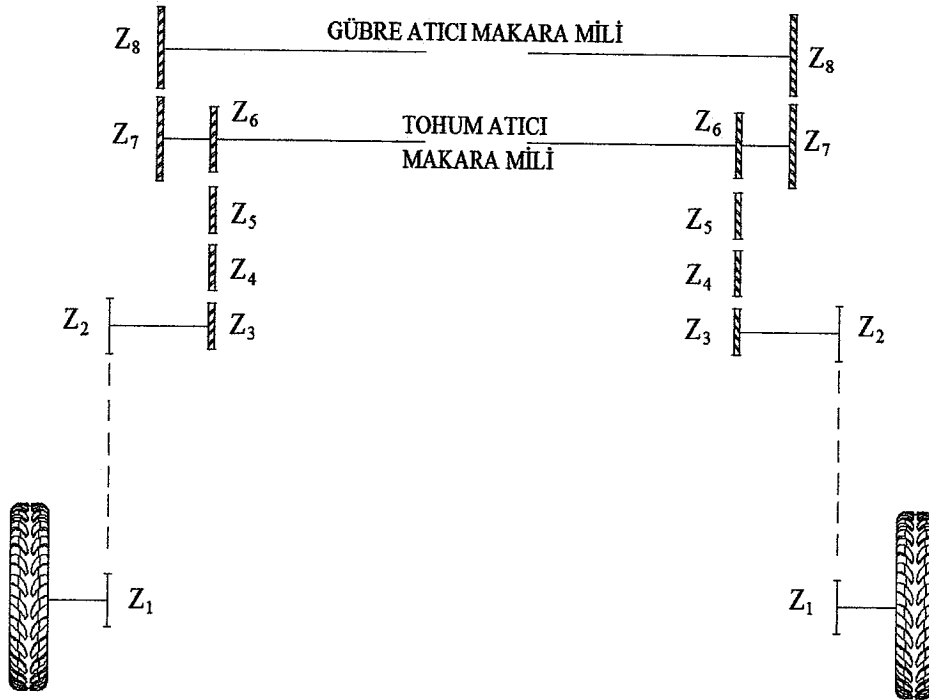 Z₈ GÜBRE ATICI MAKARA MİLİ Z₈
Z₇ Z₆ TOHUM ATICI Z₆ Z₇
MAKARA MİLİ
Z₅ Z₅
Z₄ Z₄
Z₂ Z₃ Z₃ Z₂
Z₁ Z₁